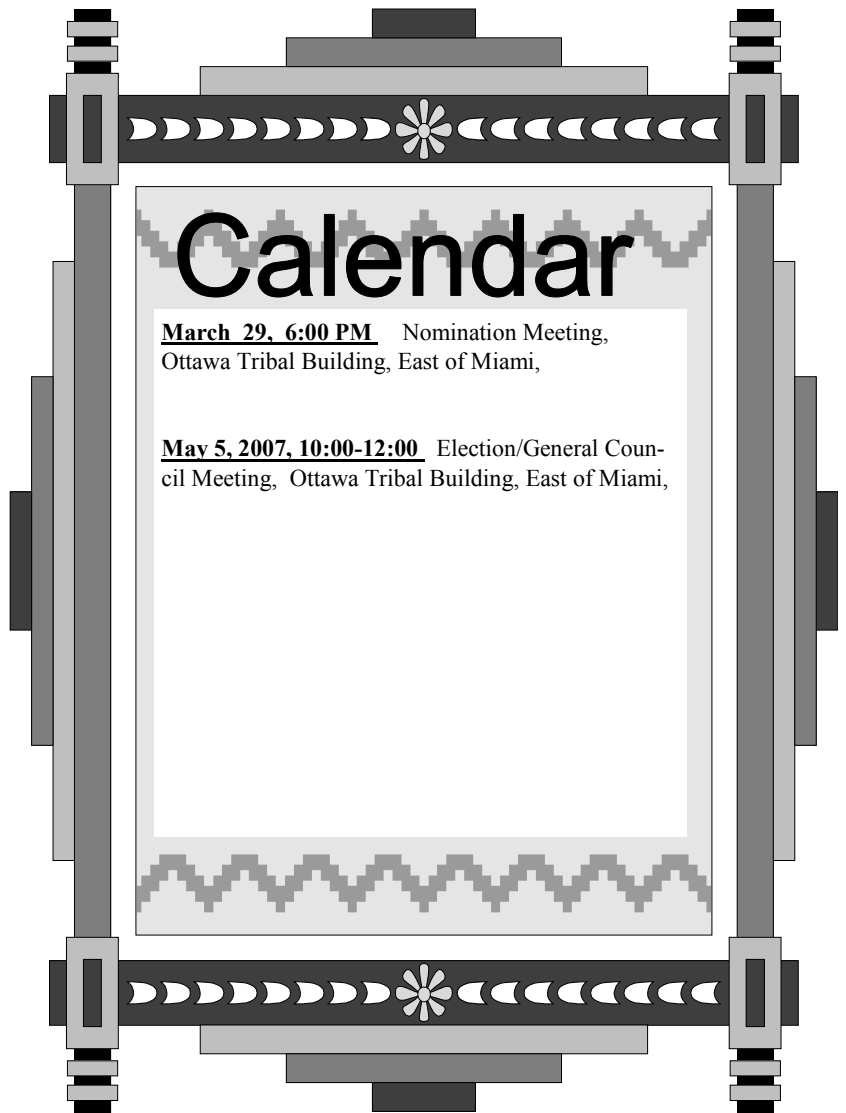 Calendar
March  29,  6:00 PM    Nomination Meeting,
Ottawa Tribal Building, East of Miami,
May 5, 2007, 10:00-12:00  Election/General Coun-
cil Meeting,  Ottawa Tribal Building, East of Miami,